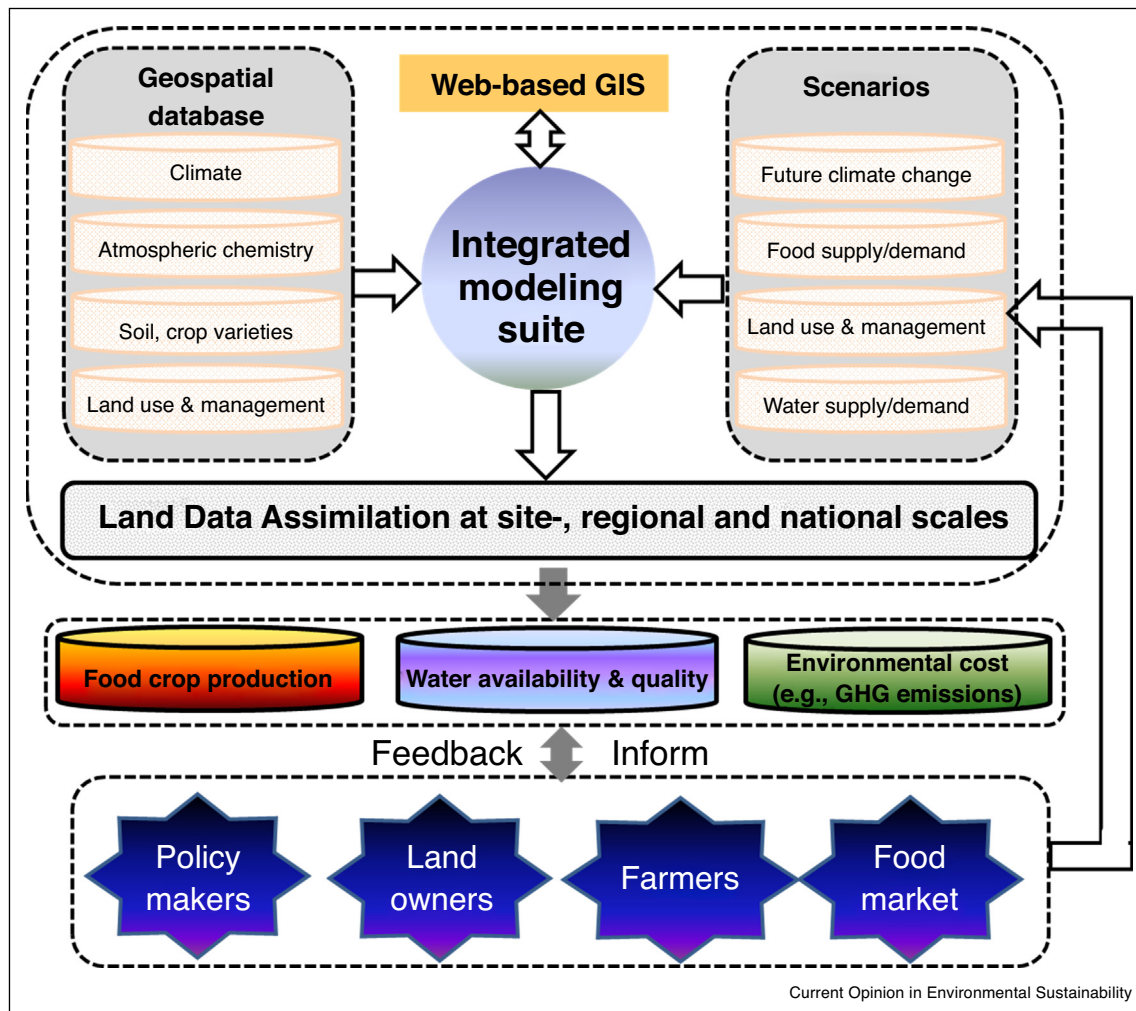 Geospatial
database
Climate
Atmospheric chemistry
Soil, crop varieties
Land use & management
Web-based GIS
Integrated
modeling
suite
Scenarios
Future climate change
Food supply/demand
Land use & management
Water supply/demand
Land Data Assimilation at site-, regional and national scales
Food crop production
Water availability & quality
Environmental cost
(e.g., GHG emissions)
Feedback
Inform
Policy
makers
Land
owners
Farmers
Food
market
Current Opinion in Environmental Sustainability